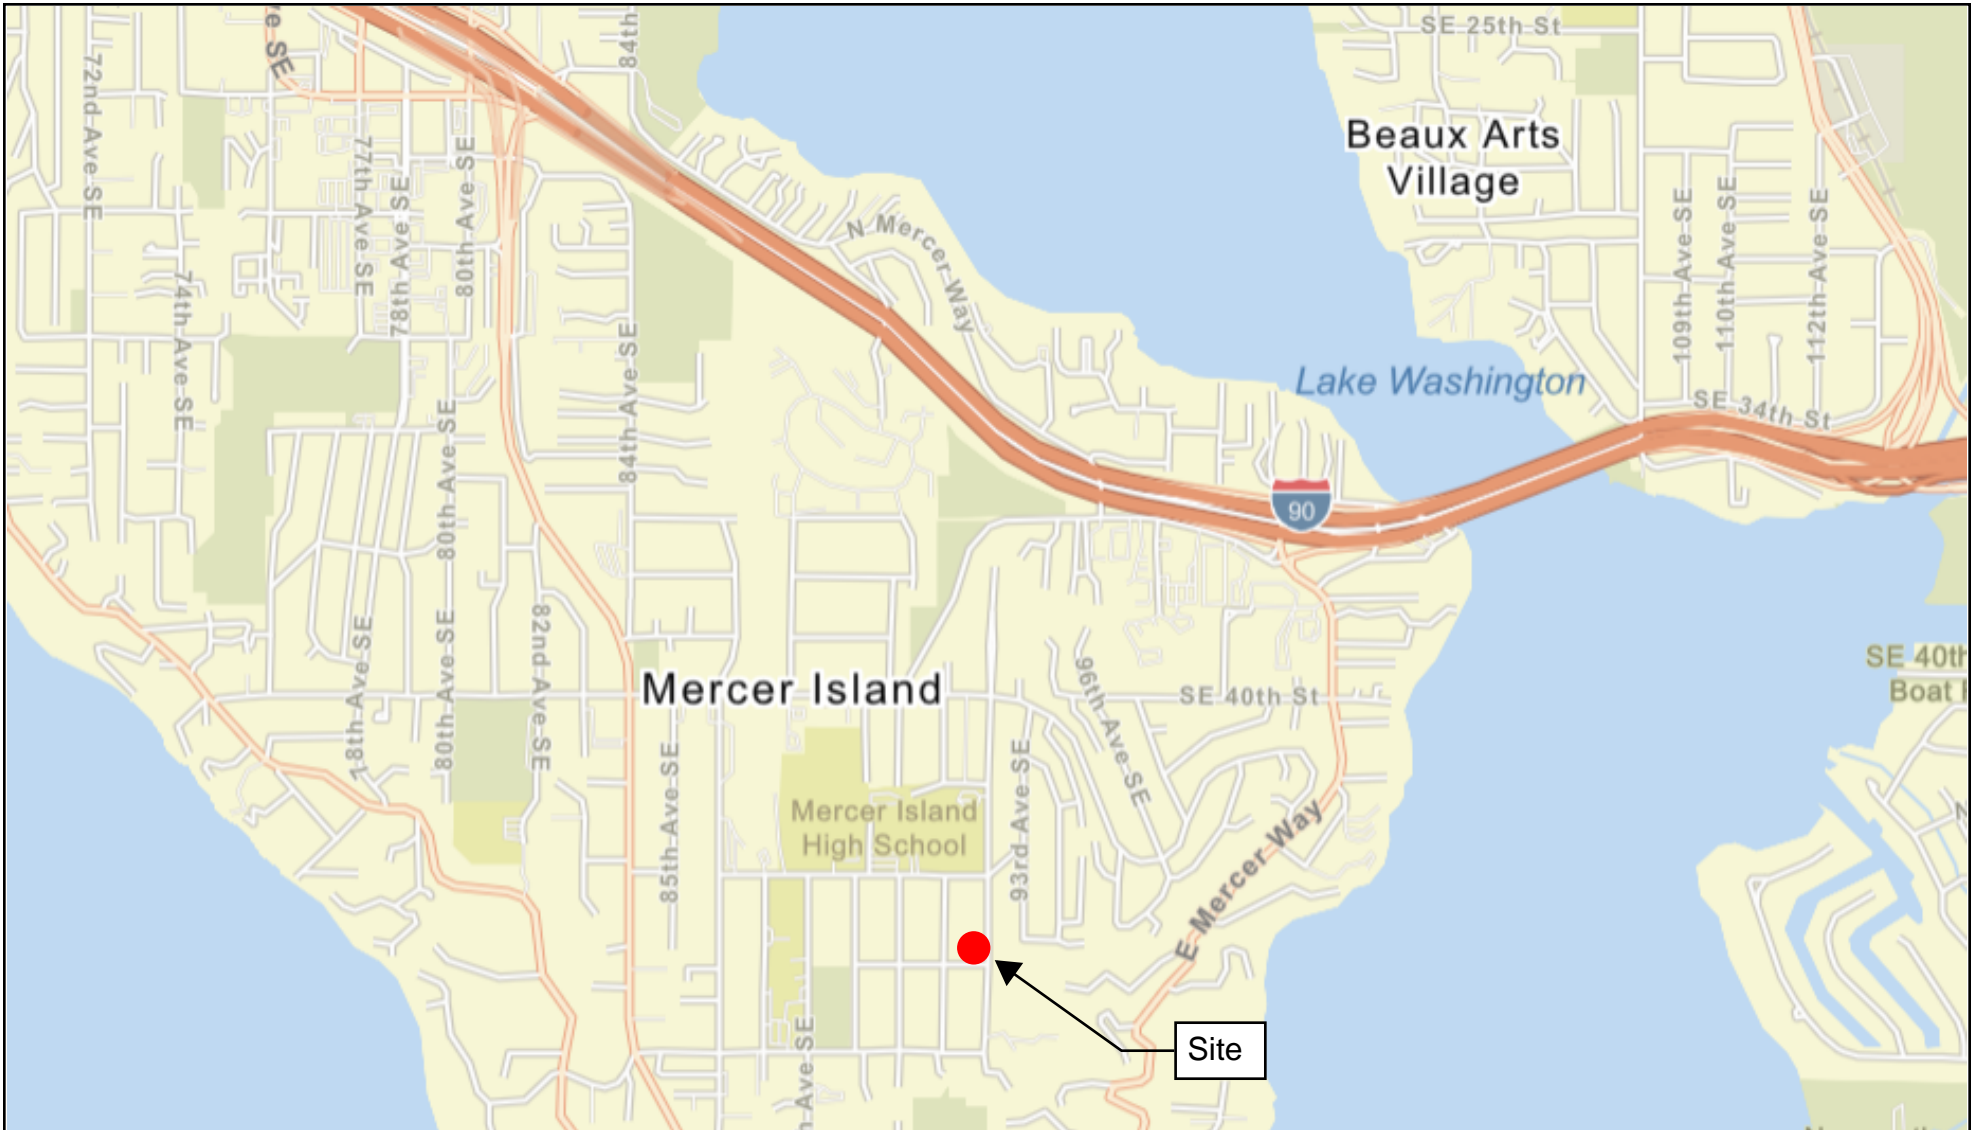 ve SE
84th
SE 25th St
72nd Ave SE
Beaux Arts
Village
77th Ave SE
78th Ave SE
80th Ave SE
109th Ave SE
110th Ave SE
112th Ave SE
N Mercer Way
74th Ave SE
84th Ave SE
Lake Washington
SE 34th St
80th Ave SE
90
78th Ave SE
80th Ave SE
82nd Ave SE
Mercer Island
96th Ave SE
SE 40th St
SE 40th
Boat
85th Ave SE
93rd Ave SE
Mercer Island
High School
E Mercer Way
Site
Ave SE